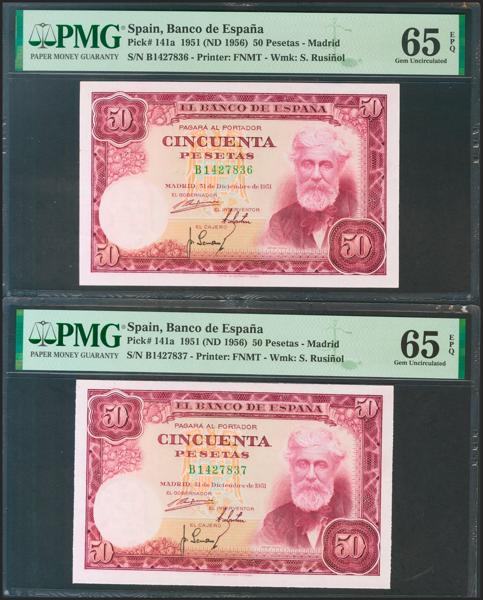 PMG
PAPER MONEY GUARANTY
Spain, Banco de España
Pick# 141a 1951 (ND 1956) 50 Pesetas - Madrid
S/N B1427836 - Printer: FNMT - Wmk: S. Rusiñol
65 EPQ
Gem Uncirculated
50
EL BANCO DE ESPAÑA
50
PAGARÁ AL PORTADOR
CINCUENTA
PESETAS
B1427836
MADRID, 31 de Diciembre de 1951
EL GOBERNADOR
EL INTERVENTOR
EL CAJERO
50
50
PMG
PAPER MONEY GUARANTY
Spain, Banco de España
Pick# 141a 1951 (ND 1956) 50 Pesetas - Madrid
S/N B1427837 - Printer: FNMT - Wmk: S. Rusiñol
65 EPQ
Gem Uncirculated
50
EL BANCO DE ESPAÑA
50
PAGARÁ AL PORTADOR
CINCUENTA
PESETAS
B1427837
MADRID, 31 de Diciembre de 1951
EL GOBERNADOR
EL INTERVENTOR
EL CAJERO
50
50